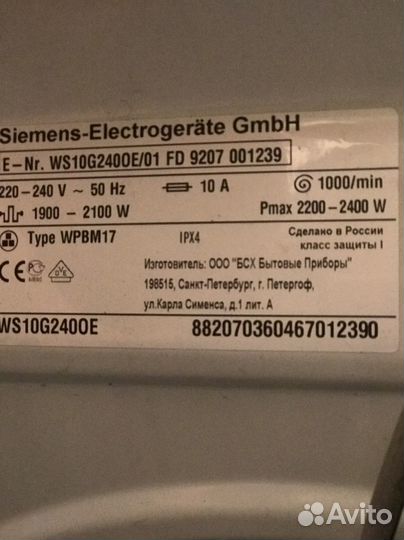 Siemens-Electrogeräte GmbH
E-Nr. WS10G2400E/01 FD 9207 001239
220-240 V ~ 50 Hz 10 A 1000/min
1900 - 2100 W Pmax 2200-2400 W
Type WPBM17 IPX4 Сделано в России
класс защиты I
CE VDE Изготовитель: ООО "БСХ Бытовые Приборы"
198515, Санкт-Петербург, г. Петергоф,
ул.Карла Сименса, д.1 лит. А
WS10G2400E 882070360467012390
Avito